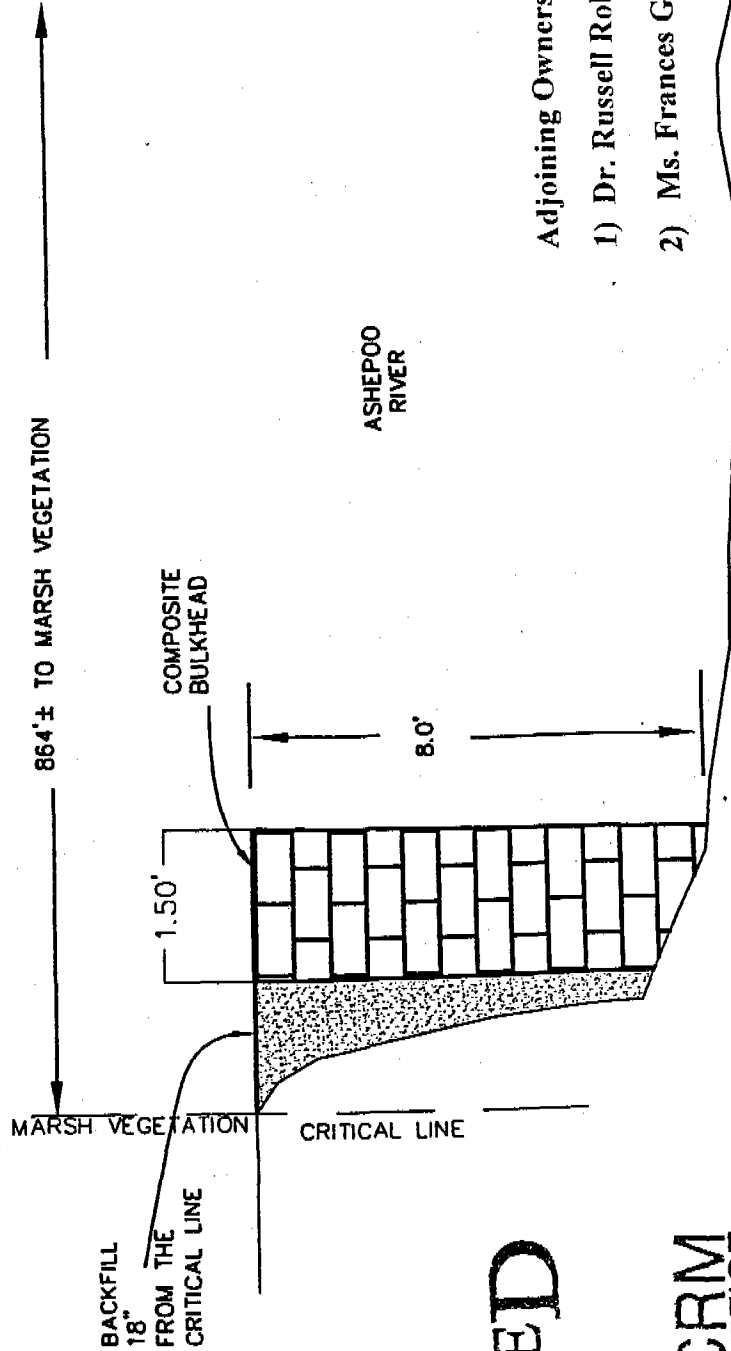 864'± TO MARSH VEGETATION
COMPOSITE
BULKHEAD
1.50'
8.0'
ASHEPOO
RIVER
BACKFILL
18"
FROM THE
CRITICAL LINE
MARSH VEGETATION
CRITICAL LINE
Adjoining Owners
1) Dr. Russell
2) Ms. Frances